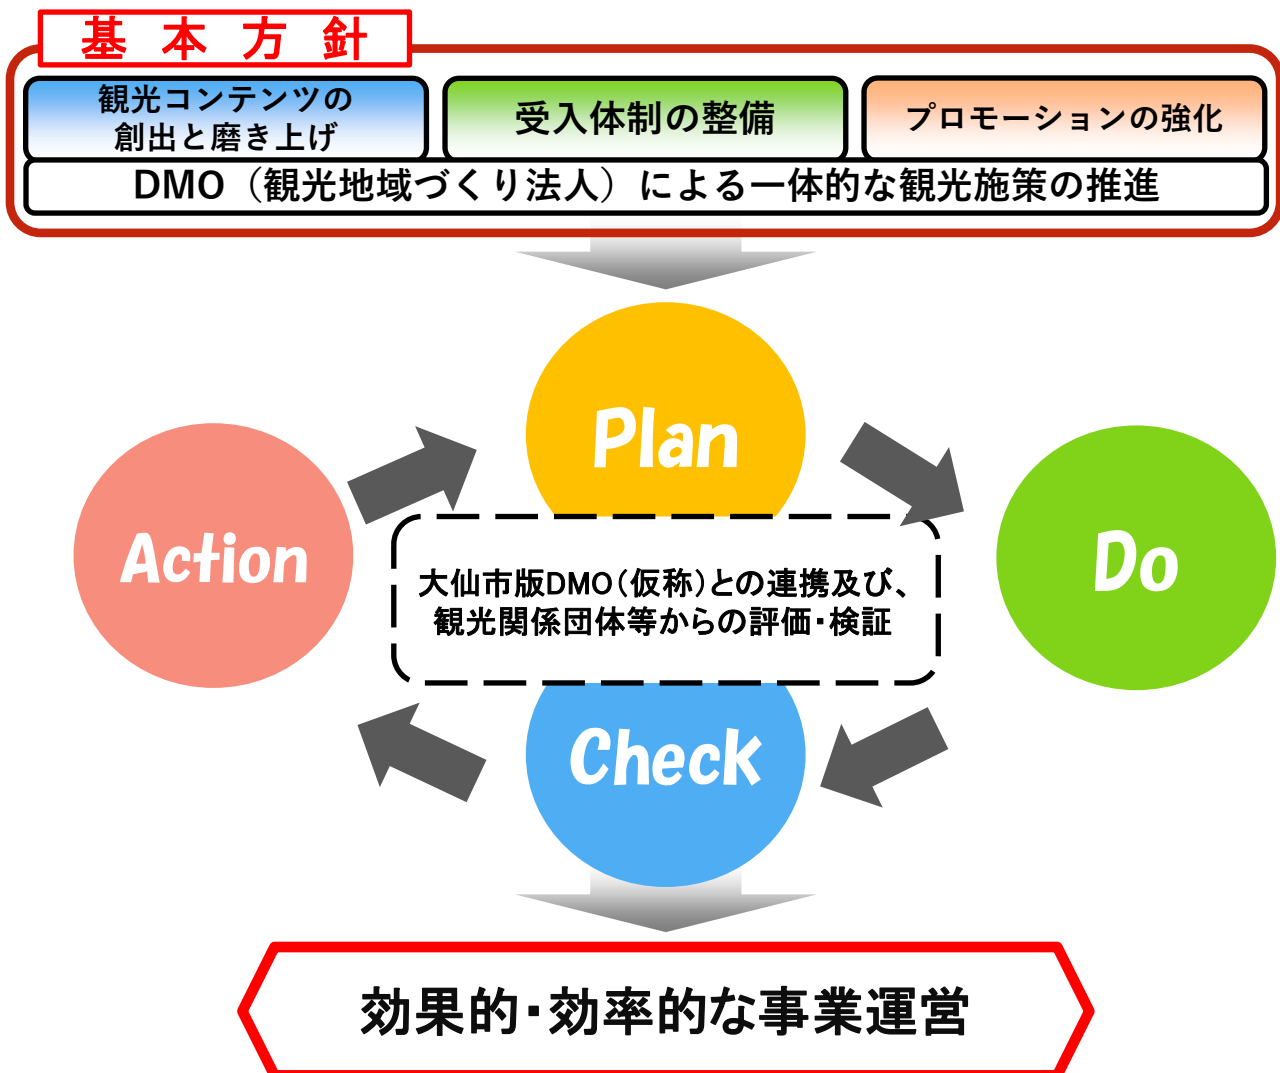 基本方針
観光コンテンツの
創出と磨き上げ
受入体制の整備
プロモーションの強化
DMO（観光地域づくり法人）による一体的な観光施策の推進
Plan
Action
Do
大仙市版DMO（仮称）との連携及び、
観光関係団体等からの評価・検証
Check
効果的・効率的な事業運営